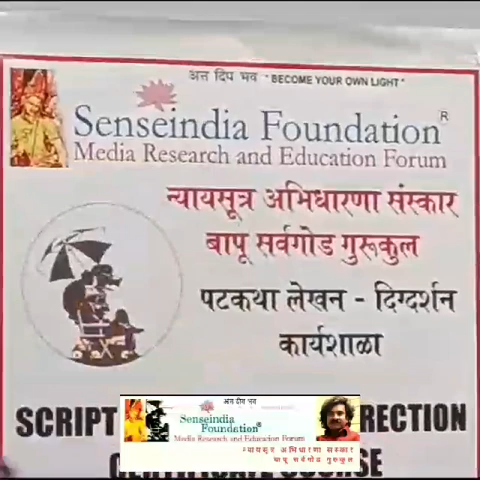 अत्त दिप भव "BECOME YOUR OWN LIGHT"
Senseindia Foundation®
Media Research and Education Forum
न्यायसूत्र अभिधारणा संस्कार
बापू सर्वगोड गुरूकुल
पटकथा लेखन - दिग्दर्शन
कार्यशाळा
SCRIPT RECTION
अत्त दीप भव
Senseindia
Foundation®
Media Research and Education Forum
न्यायसूत्र अभिधारणा संस्कार
बापू सर्वगोड गुरुकुल